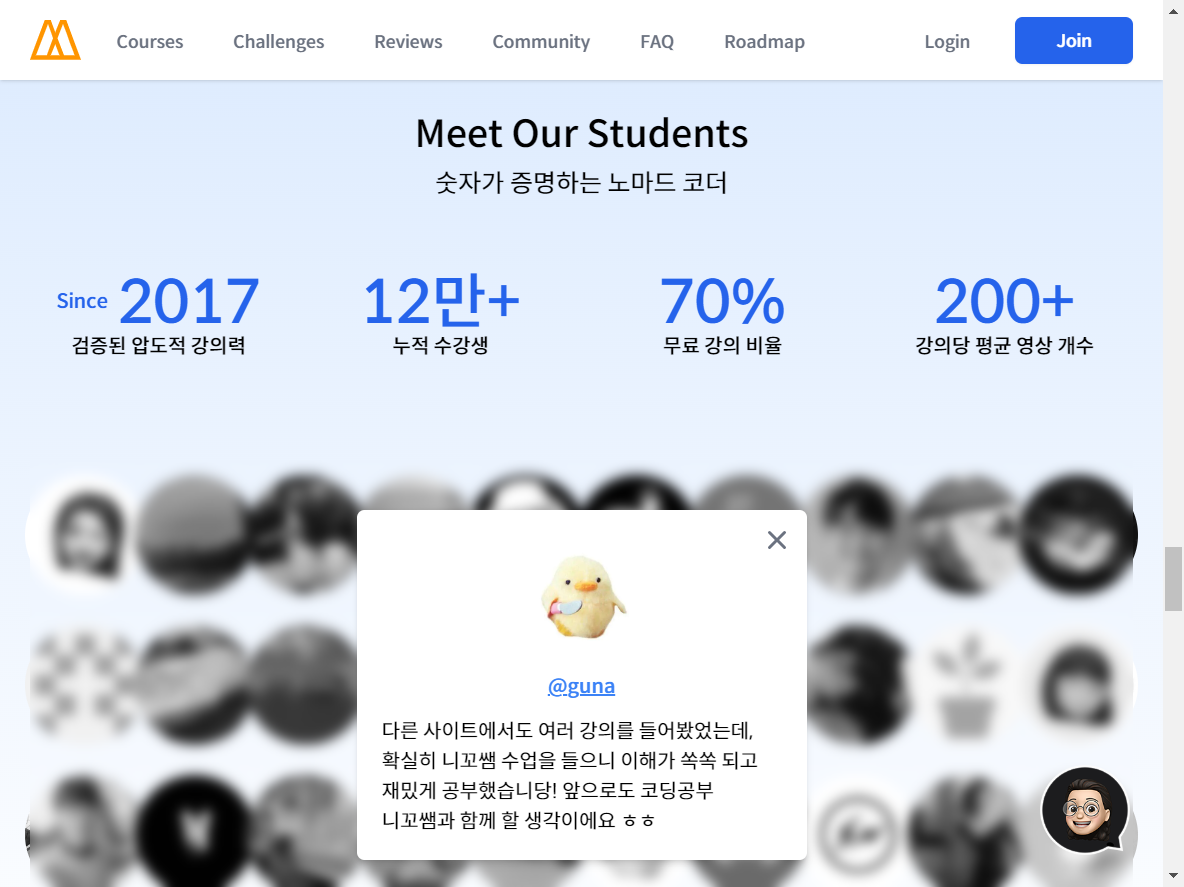 Courses Challenges Reviews Community FAQ Roadmap Login Join
Meet Our Students
숫자가 증명하는 노마드 코더
Since 2017 12만+ 70% 200+
검증된 압도적 강의력 누적 수강생 무료 강의 비율 강의당 평균 영상 개수
@guna
다른 사이트에서도 여러 강의를 들어봤었는데,
확실히 니꼬쌤 수업을 들으니 이해가 쏙쏙 되고
재밌게 공부했습니당! 앞으로도 코딩공부
니꼬쌤과 함께 할 생각이에요 ㅎㅎ